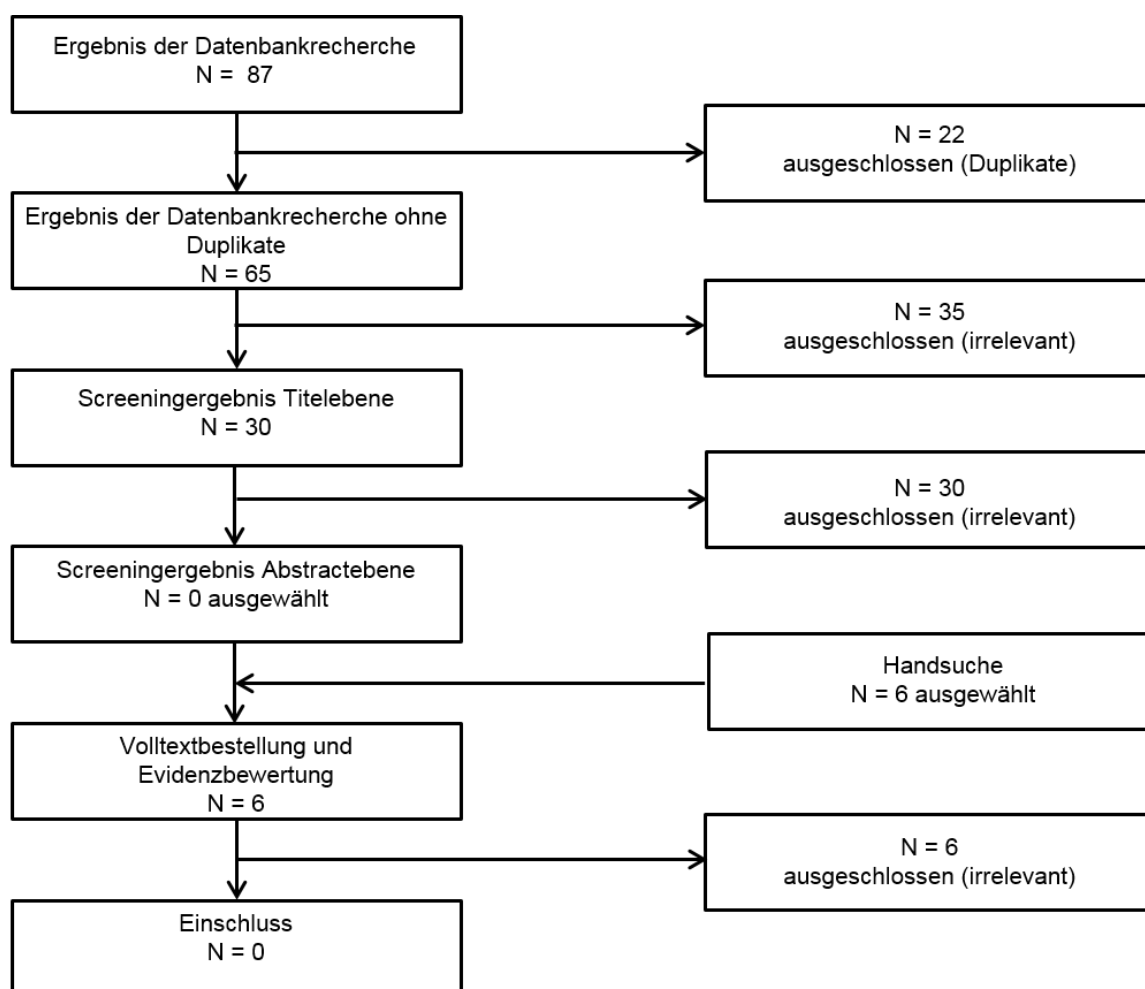 Ergebnis der Datenbankrecherche
N = 87
N = 22
ausgeschlossen (Duplikate)
Ergebnis der Datenbankrecherche ohne
Duplikate
N = 65
N = 35
ausgeschlossen (irrelevant)
Screeningergebnis Titelebene
N = 30
N = 30
ausgeschlossen (irrelevant)
Screeningergebnis Abstractebene
N = 0 ausgewählt
Handsuche
N = 6 ausgewählt
Volltextbestellung und
Evidenzbewertung
N = 6
N = 6
ausgeschlossen (irrelevant)
Einschluss
N = 0